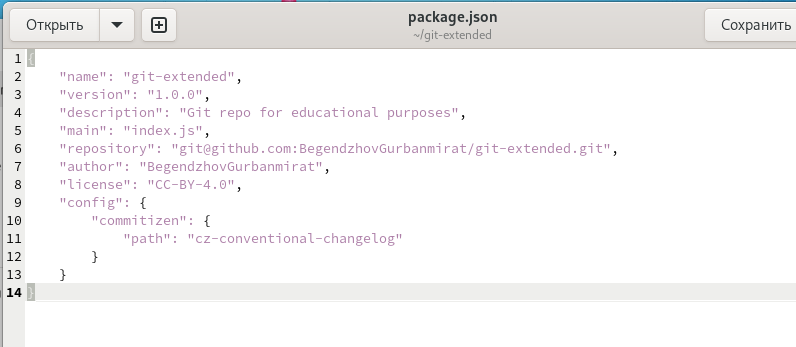 Открыть
package.json
~/git-extended
Сохранить
1 {
2     "name": "git-extended",
3     "version": "1.0.0",
4     "description": "Git repo for educational purposes",
5     "main": "index.js",
6     "repository": "git@github.com:BegendzhovGurbanmirat/git-extended.git",
7     "author": "BegendzhovGurbanmirat",
8     "license": "CC-BY-4.0",
9     "config": {
10         "commitizen": {
11             "path": "cz-conventional-changelog"
12         }
13     }
14 }